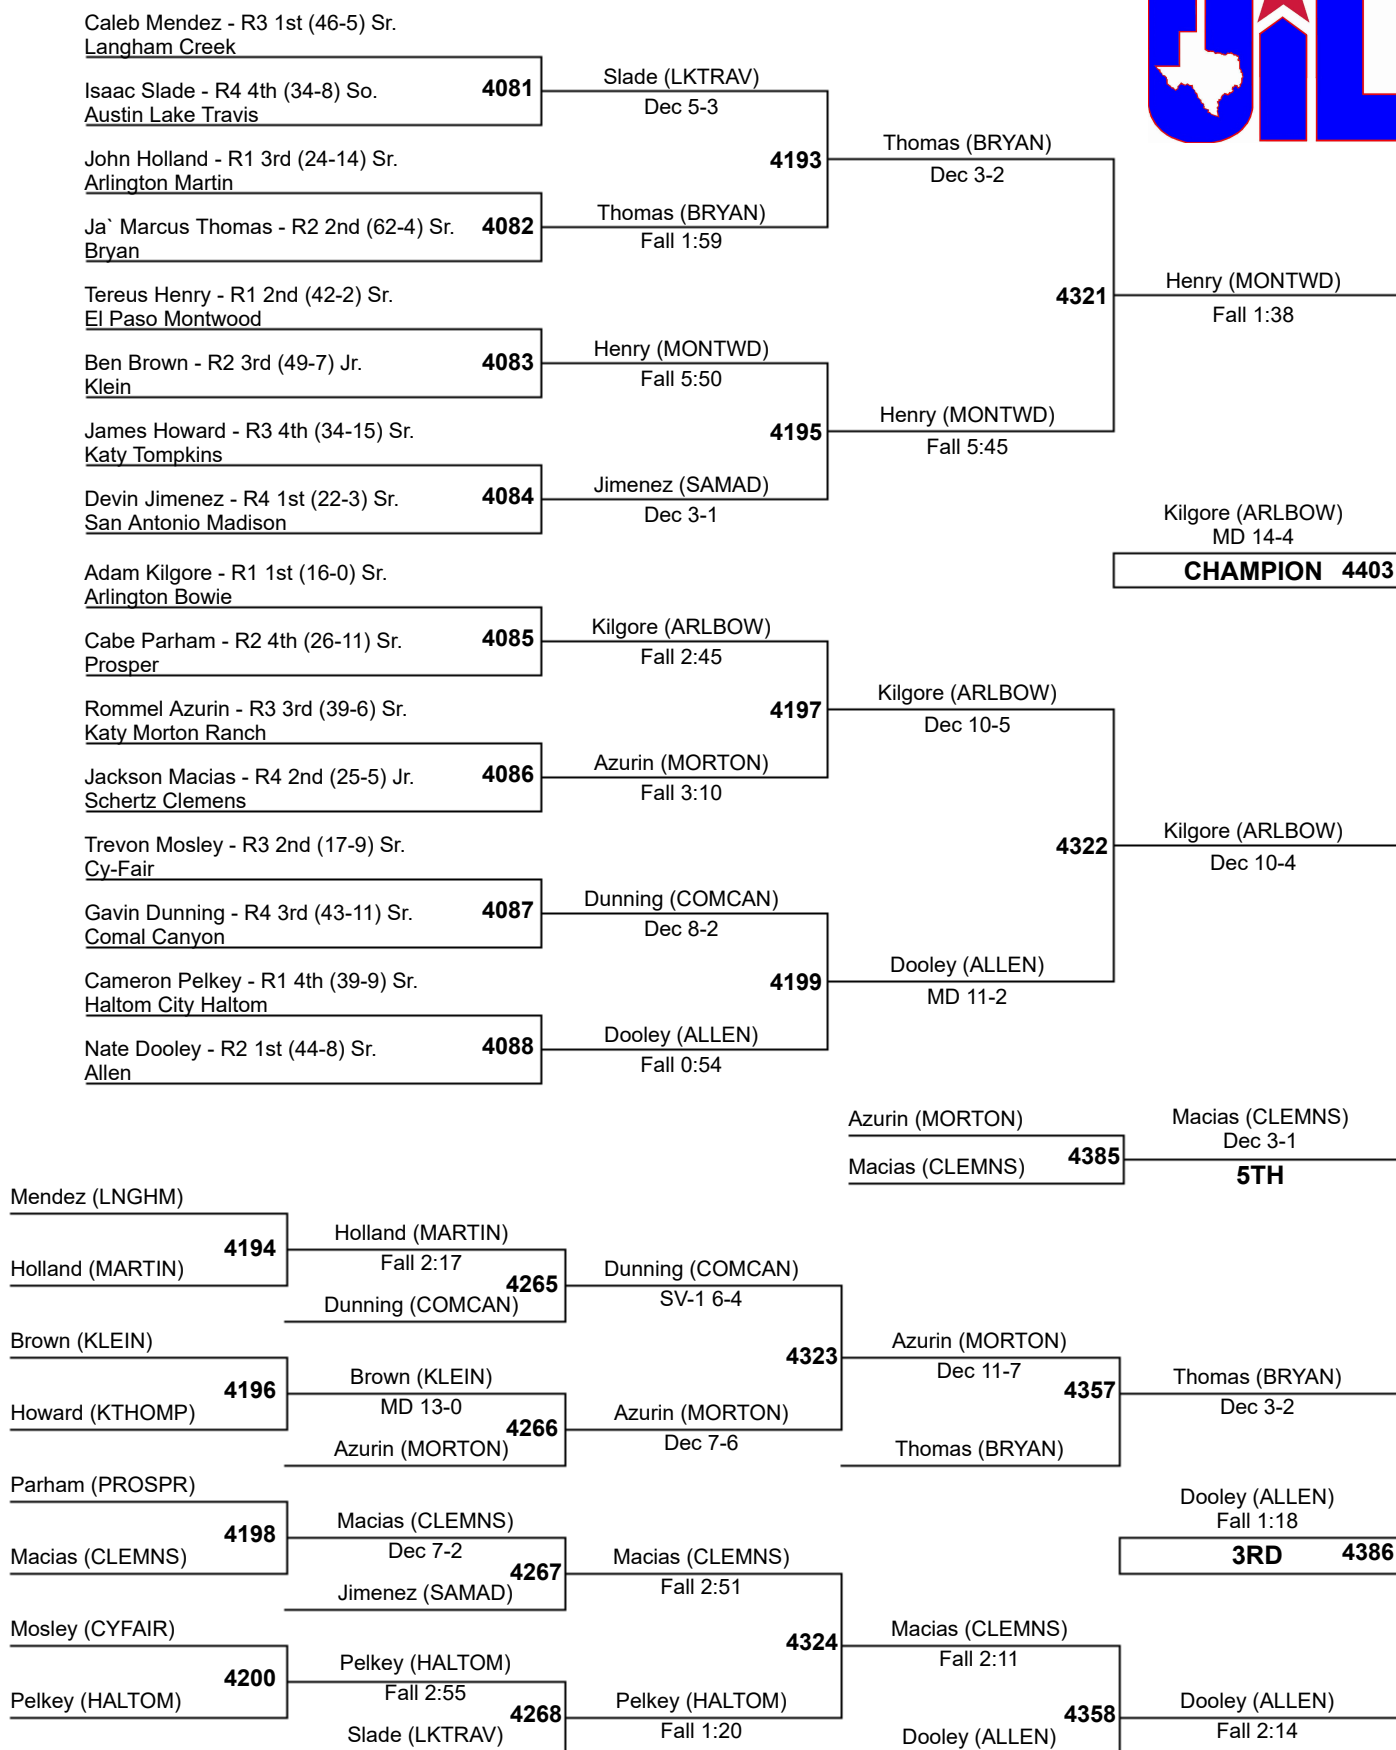 UIL
Caleb Mendez - R3 1st (46-5) Sr.
Langham Creek
Isaac Slade - R4 4th (34-8) So.
Austin Lake Travis
4081
Slade (LKTRAV)
Dec 5-3
John Holland - R1 3rd (24-14) Sr.
Arlington Martin
Ja` Marcus Thomas - R2 2nd (62-4) Sr.
Bryan
4082
Thomas (BRYAN)
Fall 1:59
4193
Thomas (BRYAN)
Dec 3-2
Tereus Henry - R1 2nd (42-2) Sr.
El Paso Montwood
Ben Brown - R2 3rd (49-7) Jr.
Klein
4083
Henry (MONTWD)
Fall 5:50
James Howard - R3 4th (34-15) Sr.
Katy Tompkins
Devin Jimenez - R4 1st (22-3) Sr.
San Antonio Madison
4084
Jimenez (SAMAD)
Dec 3-1
4195
Henry (MONTWD)
Fall 5:45
4321
Henry (MONTWD)
Fall 1:38
Kilgore (ARLBOW)
MD 14-4
CHAMPION 4403
Adam Kilgore - R1 1st (16-0) Sr.
Arlington Bowie
Cabe Parham - R2 4th (26-11) Sr.
Prosper
4085
Kilgore (ARLBOW)
Fall 2:45
Rommel Azurin - R3 3rd (39-6) Sr.
Katy Morton Ranch
Jackson Macias - R4 2nd (25-5) Jr.
Schertz Clemens
4086
Azurin (MORTON)
Fall 3:10
4197
Kilgore (ARLBOW)
Dec 10-5
Trevon Mosley - R3 2nd (17-9) Sr.
Cy-Fair
Gavin Dunning - R4 3rd (43-11) Sr.
Comal Canyon
4087
Dunning (COMCAN)
Dec 8-2
Cameron Pelkey - R1 4th (39-9) Sr.
Haltom City Haltom
Nate Dooley - R2 1st (44-8) Sr.
Allen
4088
Dooley (ALLEN)
Fall 0:54
4199
Dooley (ALLEN)
MD 11-2
4322
Kilgore (ARLBOW)
Dec 10-4
Azurin (MORTON)
Macias (CLEMNS)
4385
Macias (CLEMNS)
Dec 3-1
5TH
Mendez (LNGHM)
Holland (MARTIN)
4194
Holland (MARTIN)
Fall 2:17
Dunning (COMCAN)
4265
Dunning (COMCAN)
SV-1 6-4
Brown (KLEIN)
Howard (KTHOMP)
4196
Brown (KLEIN)
MD 13-0
Azurin (MORTON)
4266
Azurin (MORTON)
Dec 7-6
4323
Azurin (MORTON)
Dec 11-7
Thomas (BRYAN)
4357
Thomas (BRYAN)
Dec 3-2
Dooley (ALLEN)
Fall 1:18
3RD 4386
Parham (PROSPR)
Macias (CLEMNS)
4198
Macias (CLEMNS)
Dec 7-2
Jimenez (SAMAD)
4267
Macias (CLEMNS)
Fall 2:51
Mosley (CYFAIR)
Pelkey (HALTOM)
4200
Pelkey (HALTOM)
Fall 2:55
Slade (LKTRAV)
4268
Pelkey (HALTOM)
Fall 1:20
4324
Macias (CLEMNS)
Fall 2:11
Dooley (ALLEN)
4358
Dooley (ALLEN)
Fall 2:14